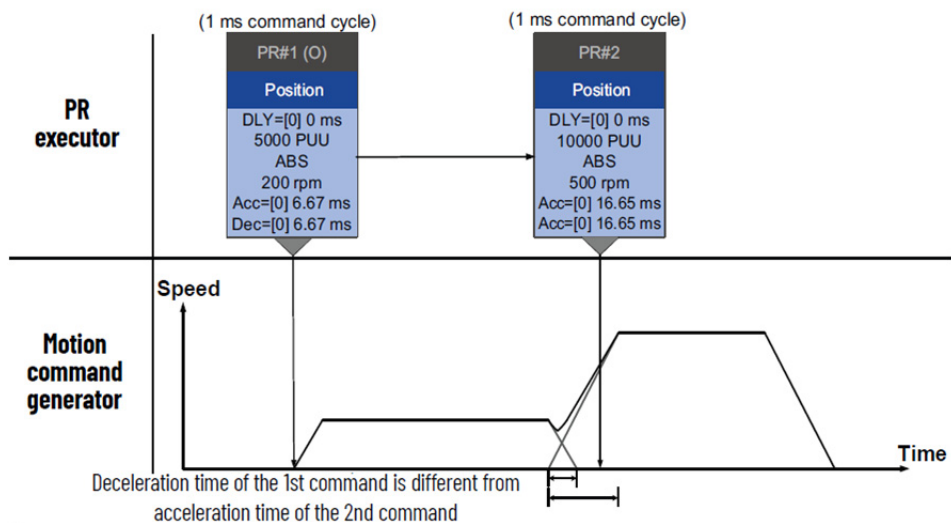 (1 ms command cycle)
(1 ms command cycle)
PR#1 (O)
PR#2
PR
executor
Position
DLY=[0] 0 ms
5000 PUU
ABS
200 rpm
Acc=[0] 6.67 ms
Dec=[0] 6.67 ms
Position
DLY=[0] 0 ms
10000 PUU
ABS
500 rpm
Acc=[0] 16.65 ms
Acc=[0] 16.65 ms
Speed
Motion
command
generator
Time
Deceleration time of the 1st command is different from
acceleration time of the 2nd command